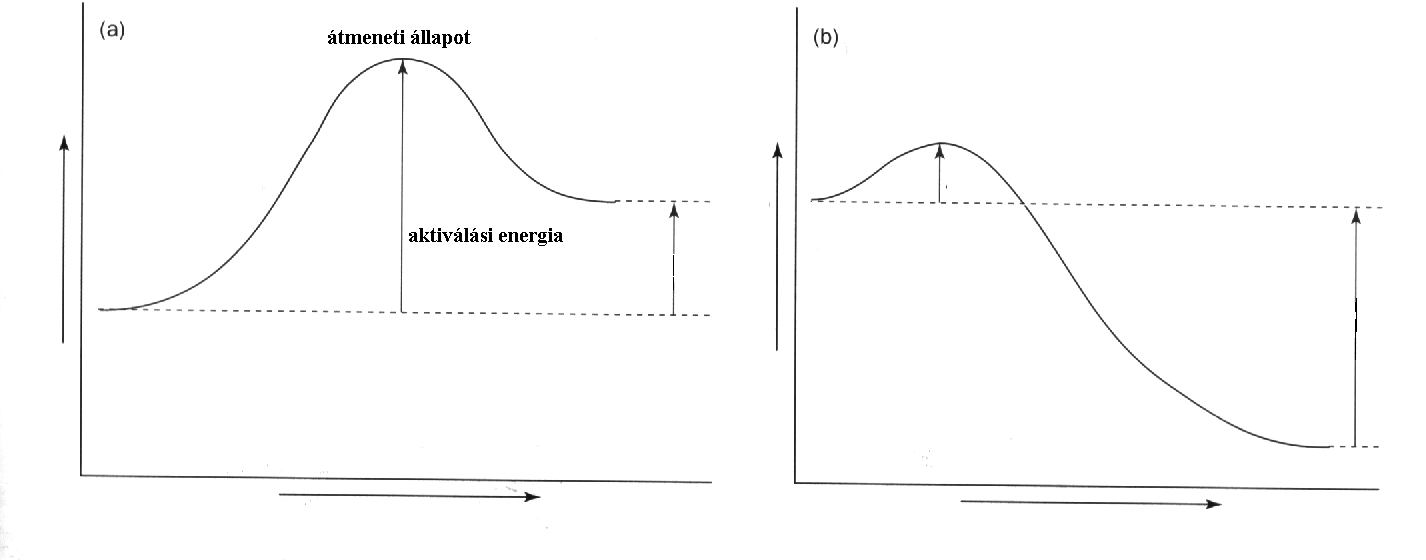 (a)
átmeneti állapot
aktiválási energia
(b)